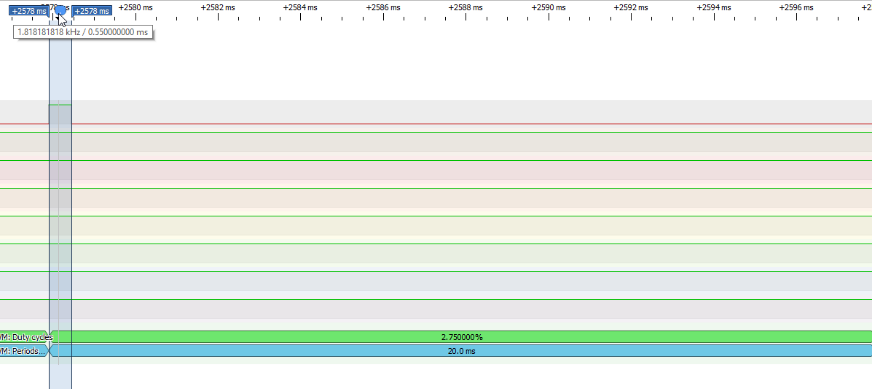 +2578 ms +2578 ms +2580 ms +2582 ms +2584 ms +2586 ms +2588 ms +2590 ms +2592 ms +2594 ms +2596 ms
1.818181818 kHz / 0.550000000 ms
M: Duty cycles 2.750000%
M: Periods... 20.0 ms